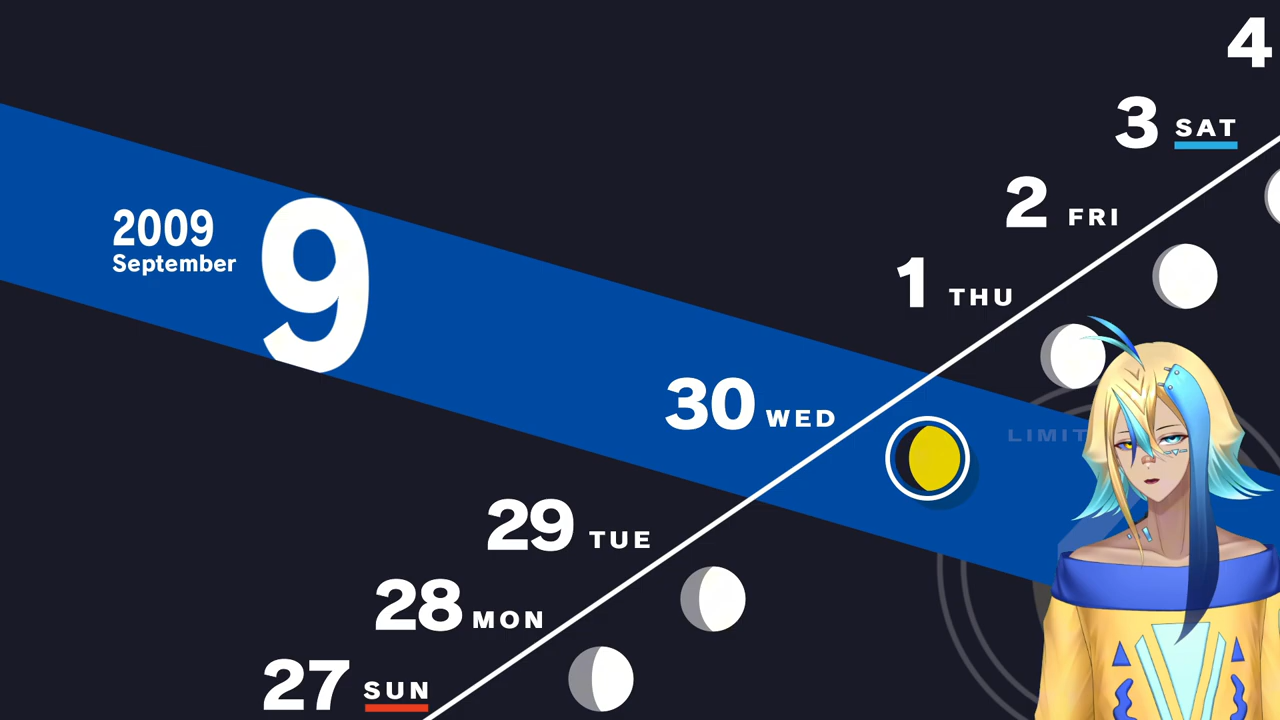 4
3 SAT
2 FRI
1 THU
2009
September
9
LIMIT
30 WED
29 TUE
28 MON
27 SUN